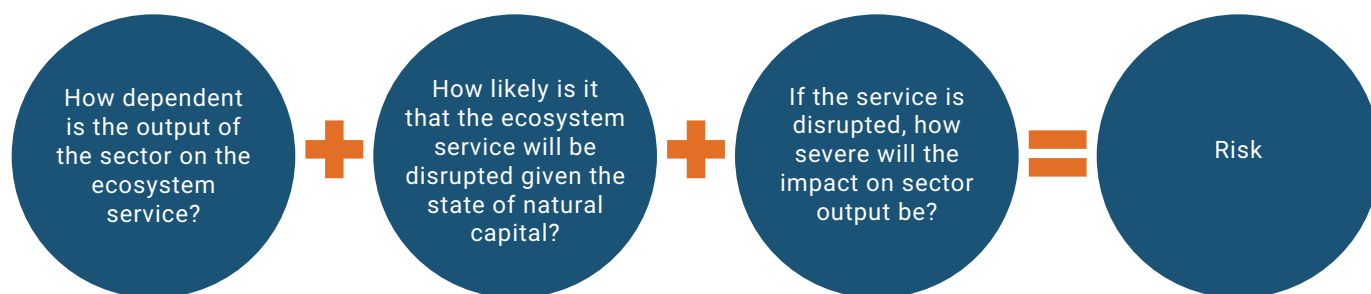 How dependent
is the output of
the sector on the
ecosystem
service?
How likely is it
that the ecosystem
service will be
disrupted given the
state of natural
capital?
If the service is
disrupted, how
severe will the
impact on sector
output be?
Risk